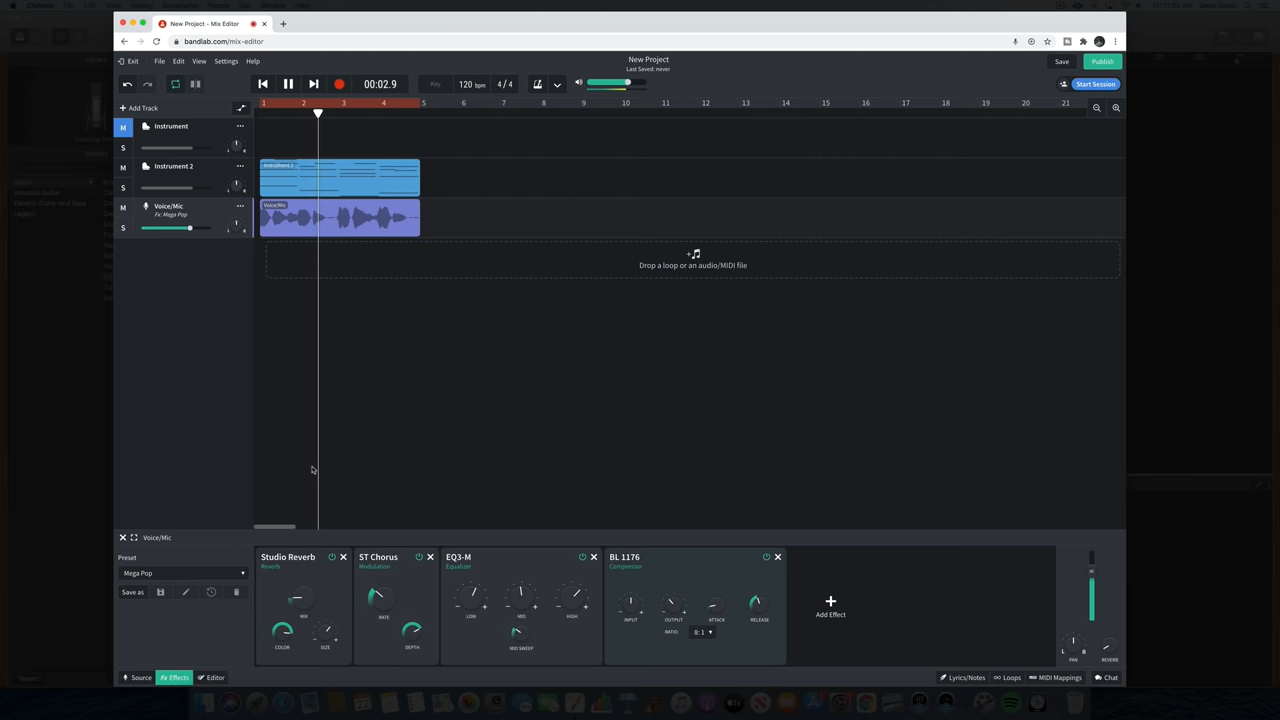 Chrome File Edit View History
New Project - Mix Editor
bandlab.com/mix-editor
Exit File Edit View Settings Help
New Project
Last Saved: never
Save Publish
00:02.9 Key 120 bpm 4/4
Start Session
Add Track
1 2 3 4 5 6 7 8 9 10 11 12 13 14 15 16 17 18 19 20 21
M Instrument
S
L R
M Instrument 2
S
L R
Instrument 2
M Voice/Mic
Fx: Mega Pop
S
L R
Voice/Mic
Drop a loop or an audio/MIDI file
Voice/Mic
Preset
Mega Pop
Save as
Studio Reverb
Reverb
MIX
COLOR SIZE
ST Chorus
Modulation
RATE
DEPTH
EQ3-M
Equalizer
LOW MID HIGH
MID SWEEP
BL 1176
Compressor
INPUT OUTPUT ATTACK RELEASE
RATIO: 8:1
Add Effect
L R
PAN REVERB
Source Fx Effects Editor
Lyrics/Notes Loops MIDI Mappings Chat